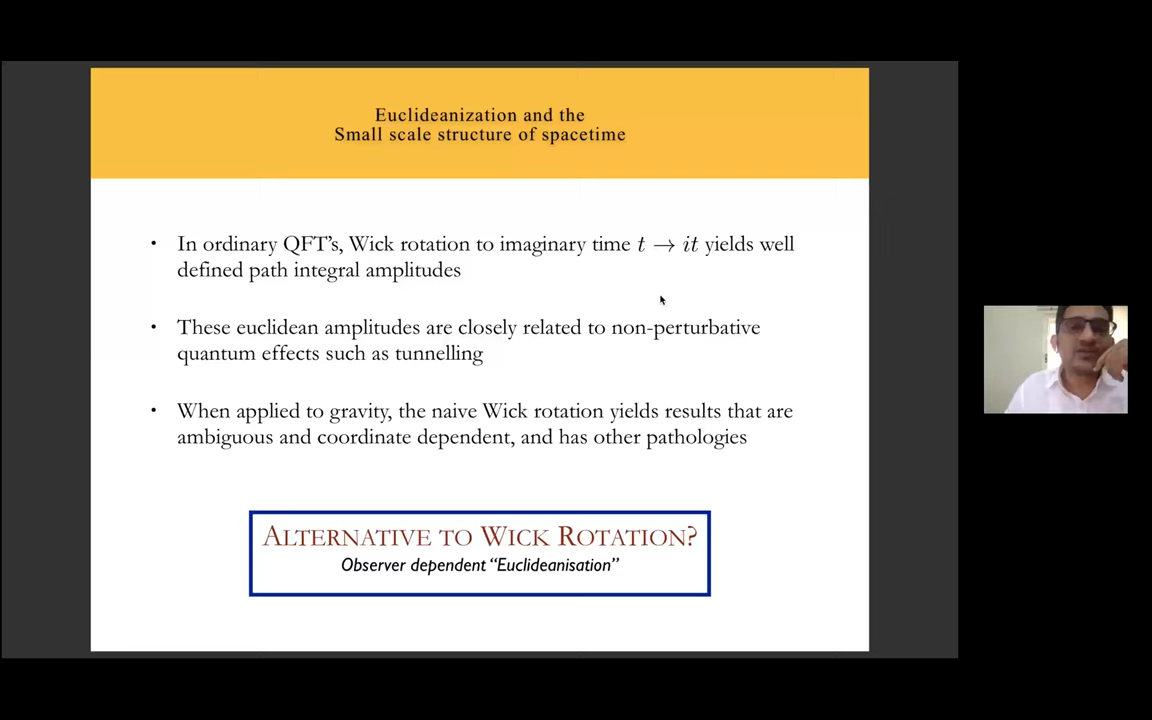 Euclideanization and the
Small scale structure of spacetime
• In ordinary QFT's, Wick rotation to imaginary time t → it yields well
defined path integral amplitudes
• These euclidean amplitudes are closely related to non-perturbative
quantum effects such as tunnelling
• When applied to gravity, the naive Wick rotation yields results that are
ambiguous and coordinate dependent, and has other pathologies
ALTERNATIVE TO WICK ROTATION?
Observer dependent “Euclideanisation”